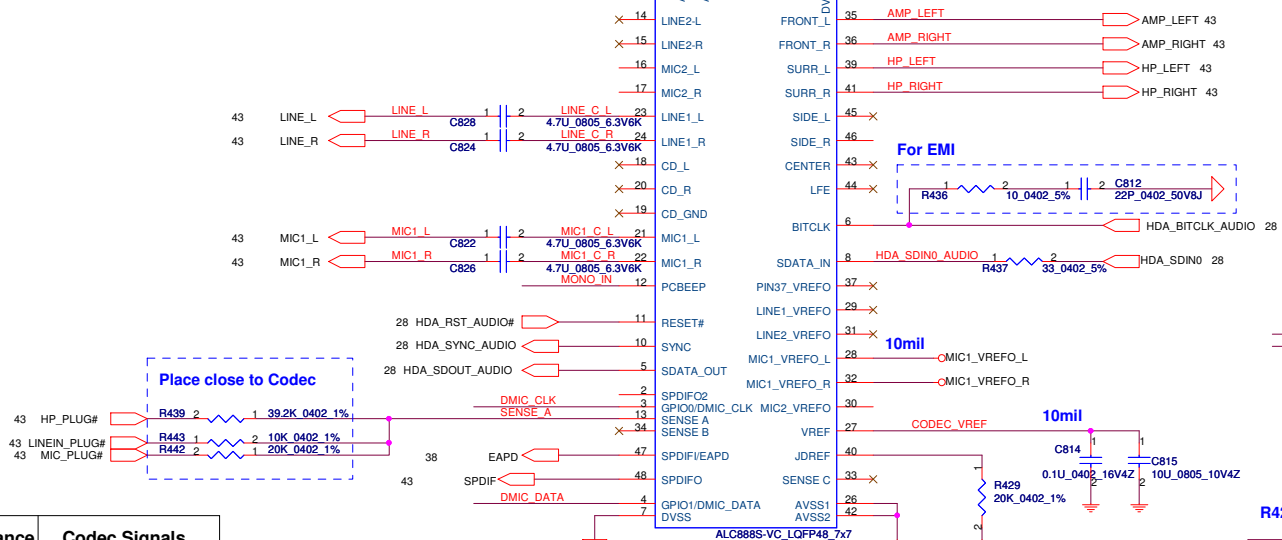 DV
14 LINE2-L FRONT_L 35 AMP_LEFT AMP_LEFT 43
15 LINE2-R FRONT_R 36 AMP_RIGHT AMP_RIGHT 43
16 MIC2_L SURR_L 39 HP_LEFT HP_LEFT 43
17 MIC2_R SURR_R 41 HP_RIGHT HP_RIGHT 43
43 LINE_L LINE_L 1 2 LINE_C_L 23 LINE1_L SIDE_L 45
C828 4.7U_0805_6.3V6K
43 LINE_R LINE_R 1 2 LINE_C_R 24 LINE1_R SIDE_R 46
C824 4.7U_0805_6.3V6K
For EMI
18 CD_L CENTER 43
20 CD_R LFE 44 R436 1 2 10_0402_5% 1 2 C812 22P_0402_50V8J
19 CD_GND
BITCLK 6 HDA_BITCLK_AUDIO 28
43 MIC1_L MIC1_L 1 2 MIC1_C_L 21 MIC1_L
C822 4.7U_0805_6.3V6K
43 MIC1_R MIC1_R 1 2 MIC1_C_R 22 MIC1_R SDATA_IN 8 HDA_SDIN0_AUDIO 1 2 HDA_SDIN0 28
C826 4.7U_0805_6.3V6K R437 33_0402_5%
MONO_IN 12 PCBEEP PIN37_VREFO 37
LINE1_VREFO 29
28 HDA_RST_AUDIO# 11 RESET# LINE2_VREFO 31
10mil
28 HDA_SYNC_AUDIO 10 SYNC MIC1_VREFO_L 28 MIC1_VREFO_L
28 HDA_SDOUT_AUDIO 5 SDATA_OUT MIC1_VREFO_R 32 MIC1_VREFO_R
Place close to Codec
2 SPDIFO2
DMIC_CLK 3 GPIO0/DMIC_CLK MIC2_VREFO 30
43 HP_PLUG# R439 2 1 39.2K_0402_1% SENSE_A 13 SENSE A
10mil
34 SENSE B VREF 27 CODEC_VREF
43 LINEIN_PLUG# R443 1 2 10K_0402_1%
43 MIC_PLUG# R442 2 1 20K_0402_1%
38 EAPD 47 SPDIFI/EAPD JDREF 40
1 C814 0.1U_0402_16V4Z 2
1 C815 10U_0805_10V4Z 2
43 SPDIF 48 SPDIFO SENSE C 33
1 R429 20K_0402_1% 2
DMIC_DATA 4 GPIO1/DMIC_DATA AVSS1 26
7 DVSS AVSS2 42
R42
ALC888S-VC_LQFP48_7x7
ance Codec Signals